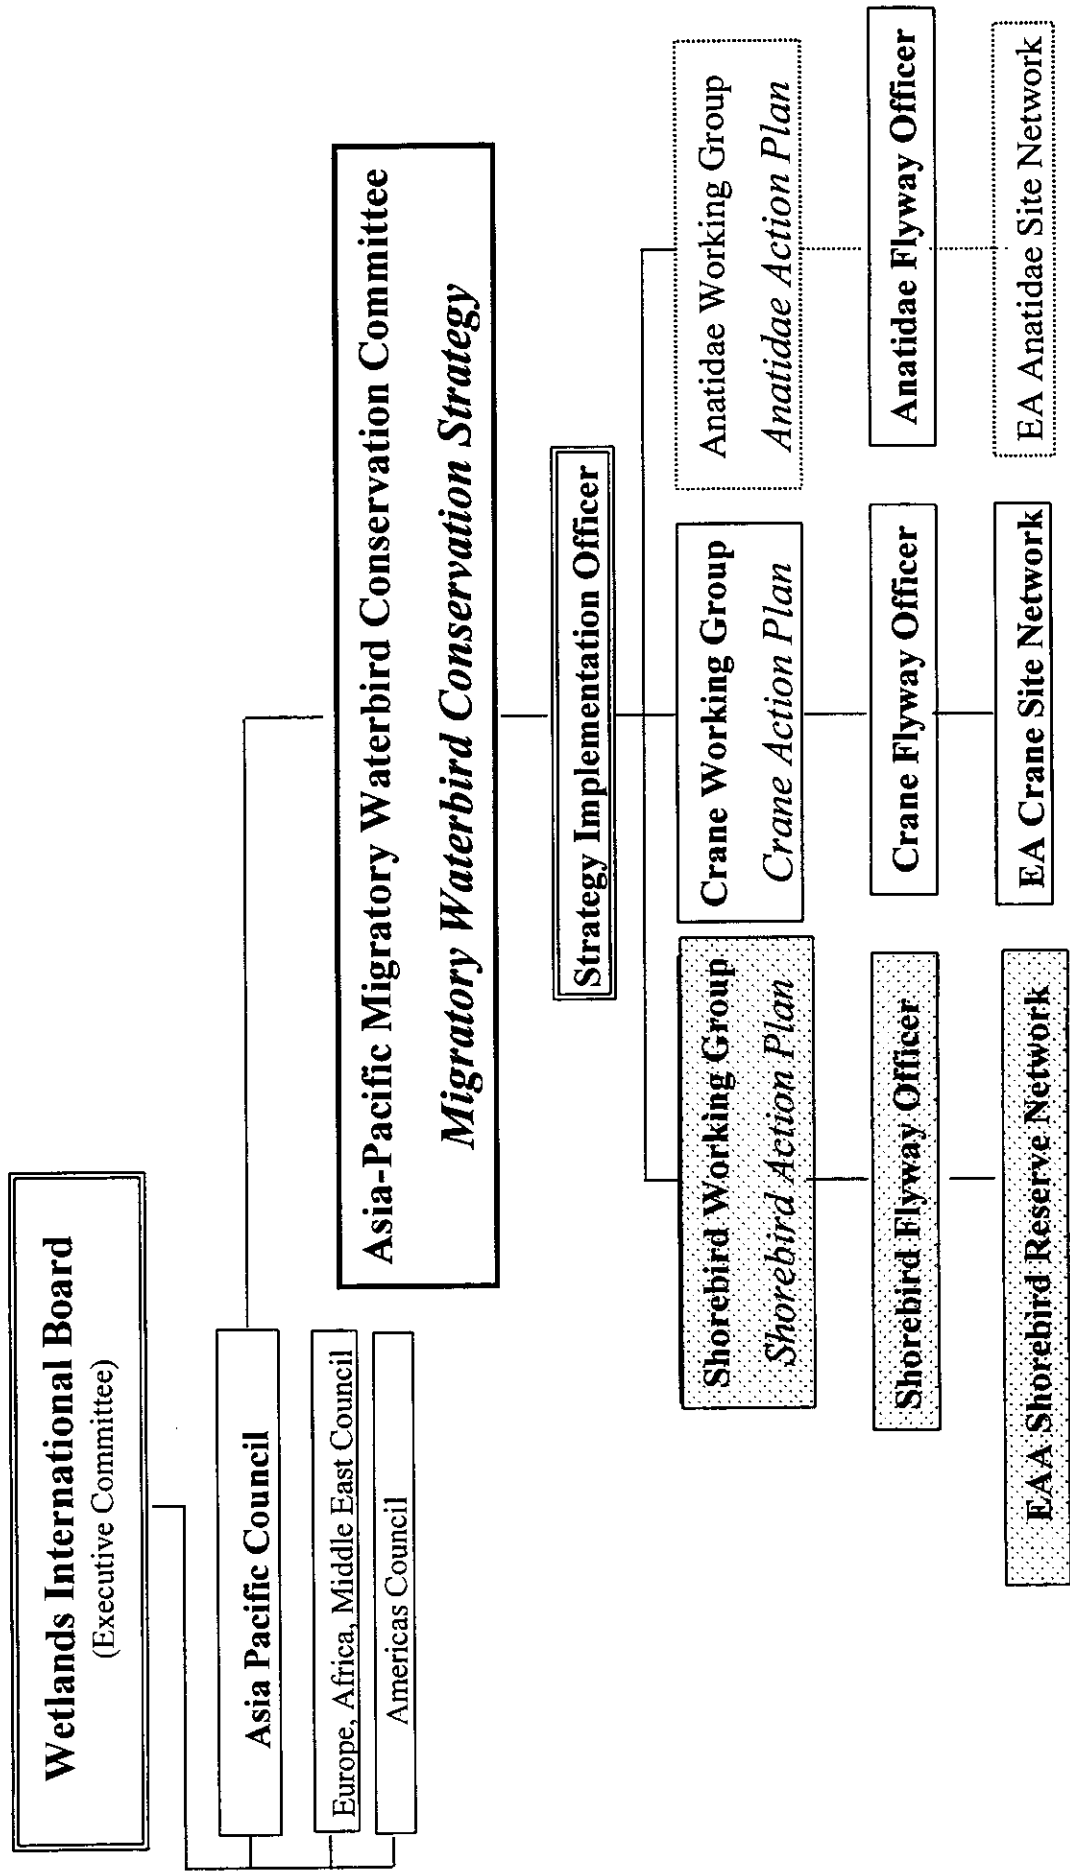 Wetlands International Board
(Executive Committee)
Asia Pacific Council
Europe, Africa, Middle East Council
Americas Council
Asia-Pacific Migratory Waterbird Conservation Committee
Migratory Waterbird Conservation Strategy
Strategy Implementation Officer
Shorebird Working Group
Shorebird Action Plan
Crane Working Group
Crane Action Plan
Anatidae Working Group
Anatidae Action Plan
Shorebird Flyway Officer
Crane Flyway Officer
Anatidae Flyway Officer
EAA Shorebird Reserve Network
EA Crane Site Network
EA Anatidae Site Network